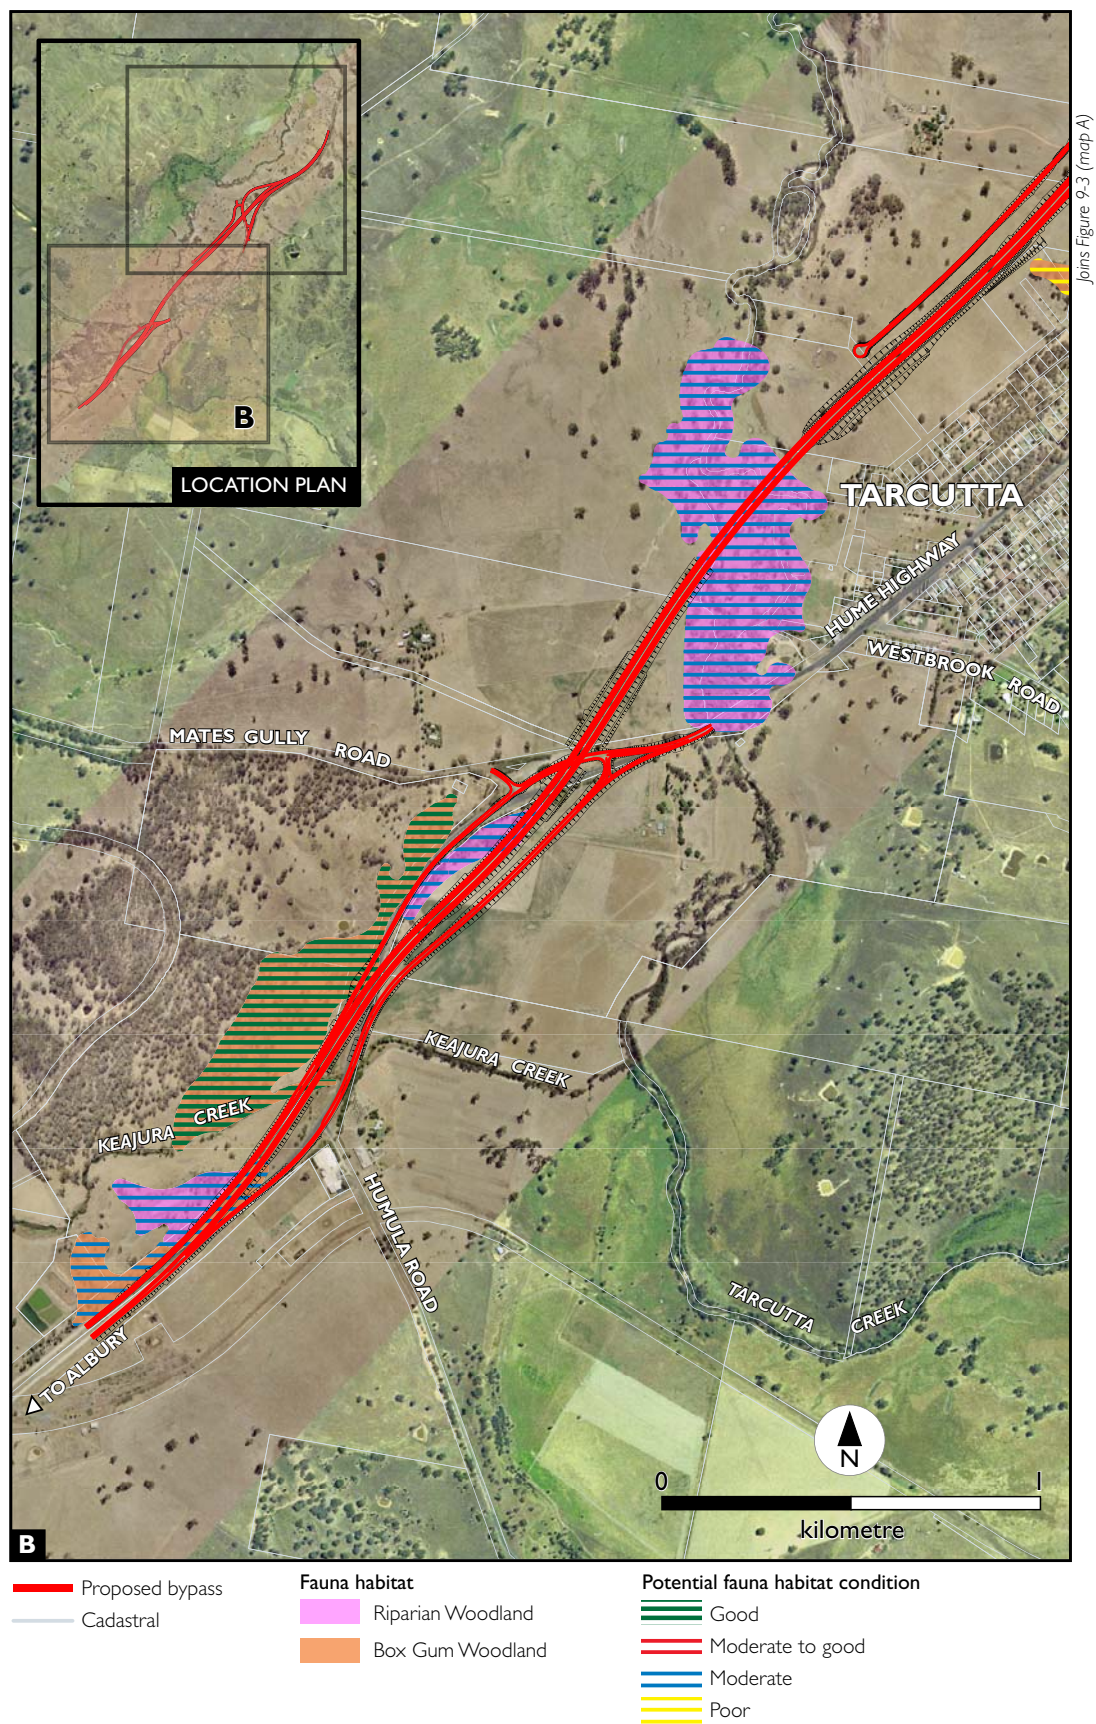 B
LOCATION PLAN
Joins Figure 9-3 (map A)
TARCUTTA
HUME HIGHWAY
WESTBROOK ROAD
MATES GULLY ROAD
KEAJURA CREEK
KEAJURA CREEK
HUMULA ROAD
TARCUTTA CREEK
TO ALBURY
N
0 1
kilometre
B
Proposed bypass
Cadastral
Fauna habitat
Riparian Woodland
Box Gum Woodland
Potential fauna habitat condition
Good
Moderate to good
Moderate
Poor